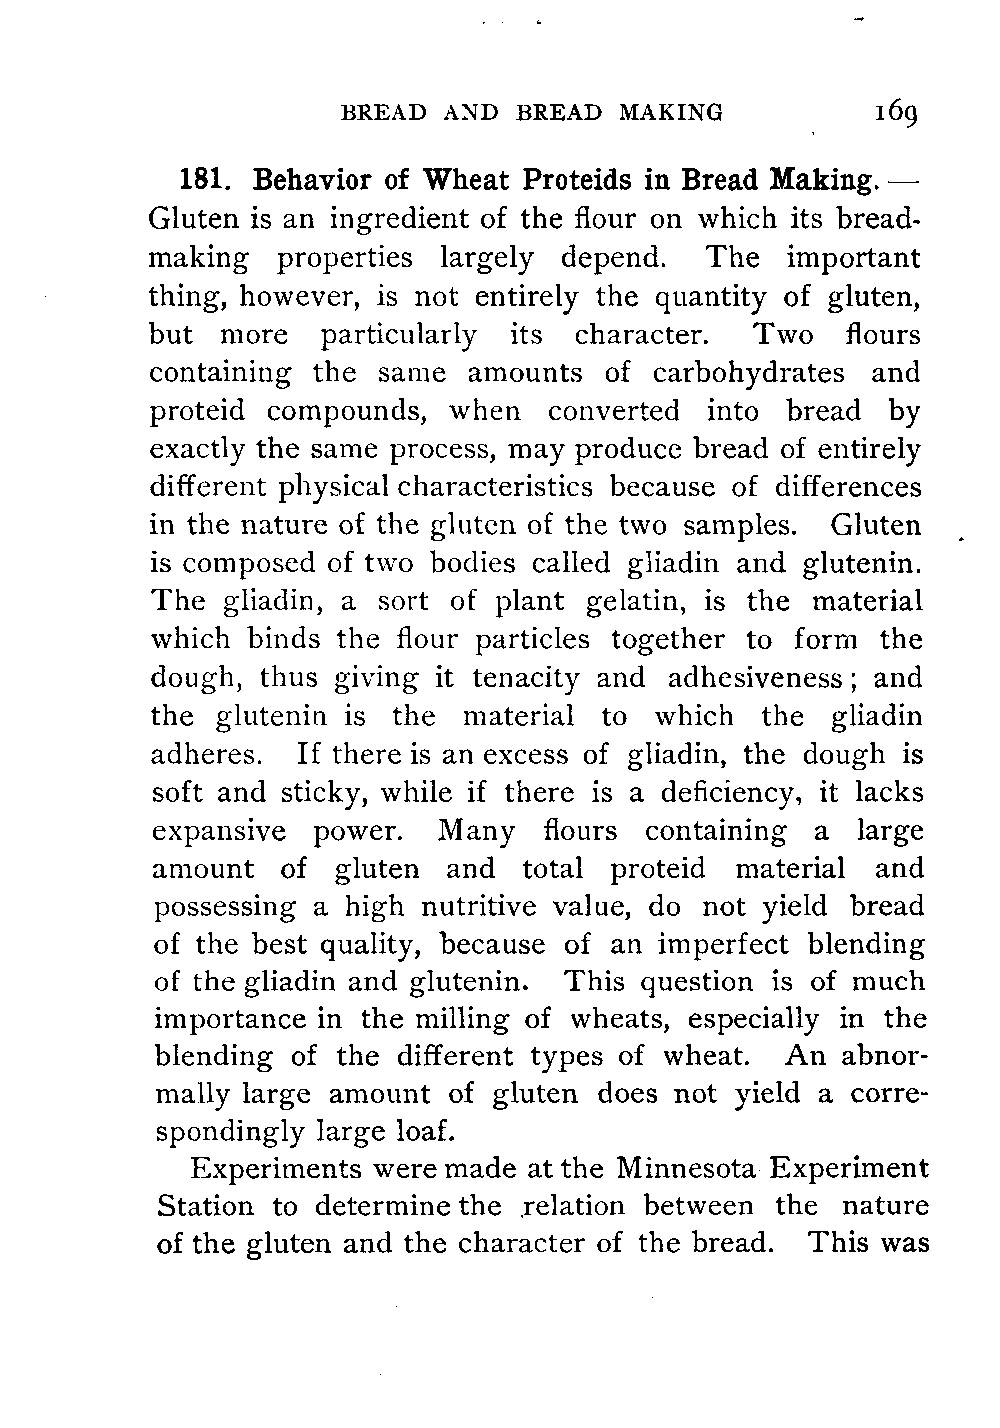 BREAD AND BREAD MAKING 169
181. Behavior of Wheat Proteids in Bread Making. —
Gluten is an ingredient of the flour on which its bread-
making properties largely depend. The important
thing, however, is not entirely the quantity of gluten,
but more particularly its character. Two flours
containing the same amounts of carbohydrates and
proteid compounds, when converted into bread by
exactly the same process, may produce bread of entirely
different physical characteristics because of differences
in the nature of the gluten of the two samples. Gluten
is composed of two bodies called gliadin and glutenin.
The gliadin, a sort of plant gelatin, is the material
which binds the flour particles together to form the
dough, thus giving it tenacity and adhesiveness; and
the glutenin is the material to which the gliadin
adheres. If there is an excess of gliadin, the dough is
soft and sticky, while if there is a deficiency, it lacks
expansive power. Many flours containing a large
amount of gluten and total proteid material and
possessing a high nutritive value, do not yield bread
of the best quality, because of an imperfect blending
of the gliadin and glutenin. This question is of much
importance in the milling of wheats, especially in the
blending of the different types of wheat. An abnor-
mally large amount of gluten does not yield a corre-
spondingly large loaf.
Experiments were made at the Minnesota Experiment
Station to determine the relation between the nature
of the gluten and the character of the bread. This was